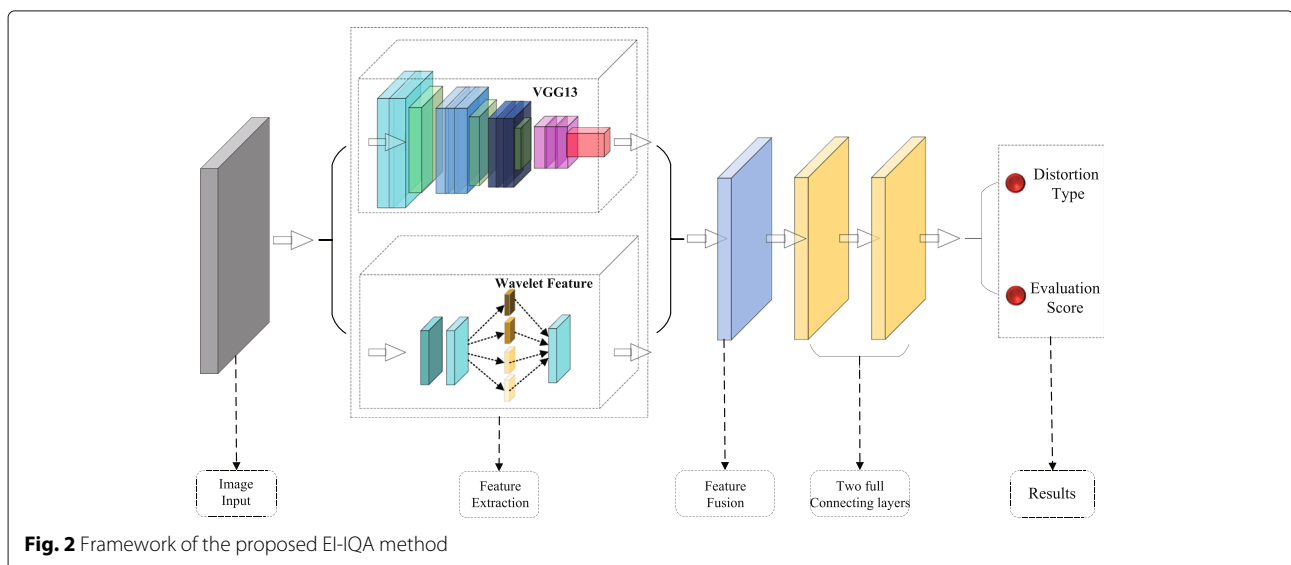 VGG13
Wavelet Feature
Distortion
Type
Evaluation
Score
Image
Input
Feature
Extraction
Feature
Fusion
Two full
Connecting layers
Results
Fig. 2 Framework of the proposed EI-IQA method